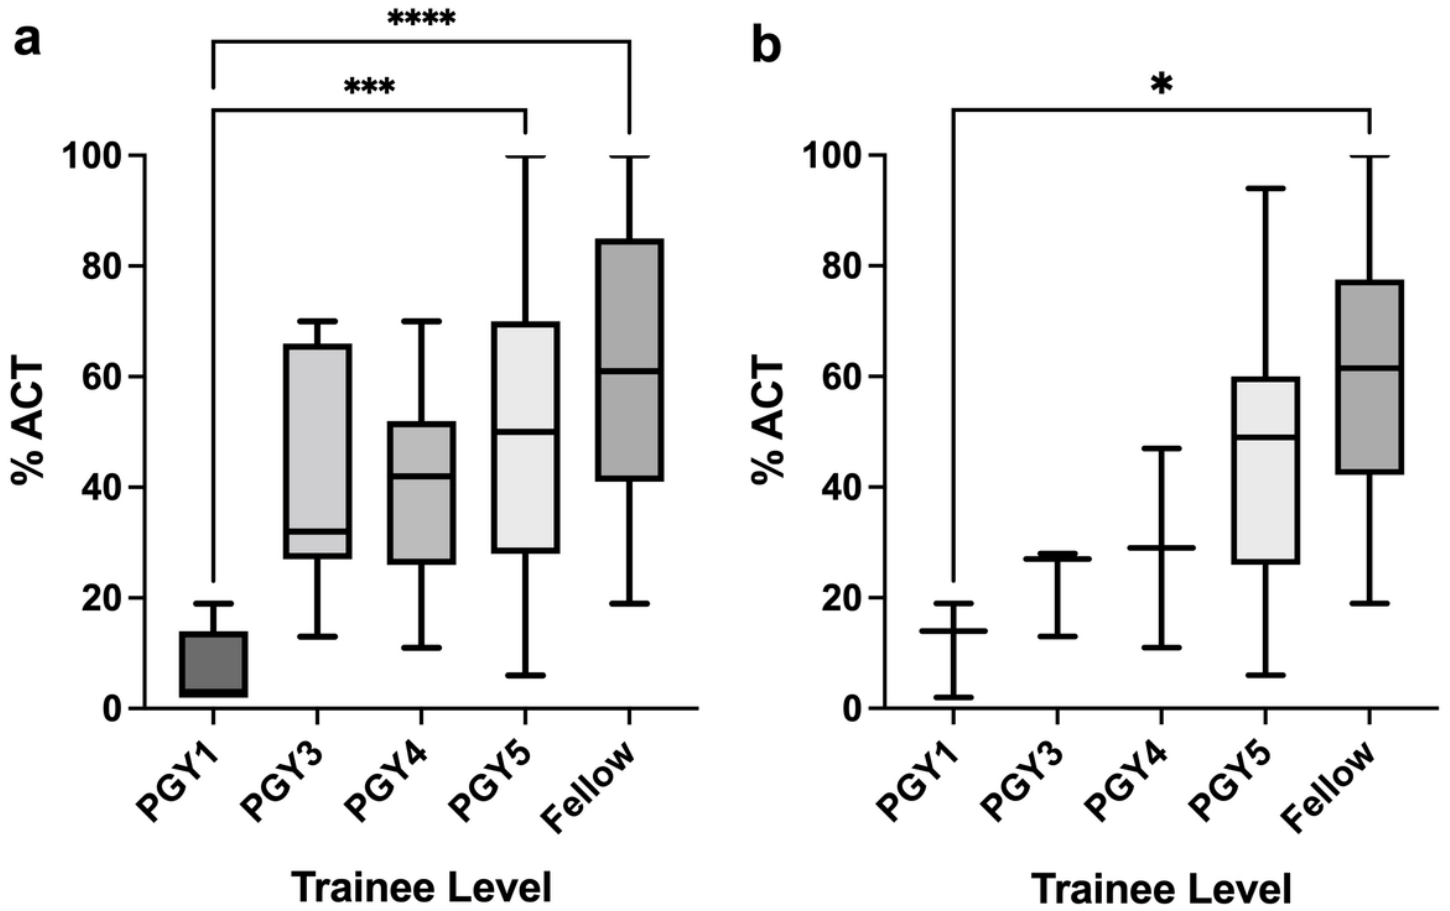 a
****
***
100
80
60
40
20
0
% ACT
PGY1
PGY3
PGY4
PGY5
Fellow
Trainee Level
b
*
100
80
60
40
20
0
% ACT
PGY1
PGY3
PGY4
PGY5
Fellow
Trainee Level